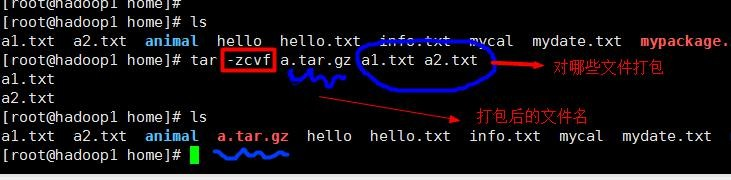 [root@hadoop1 home]#
[root@hadoop1 home]# ls
a1.txt a2.txt animal hello hello.txt info.txt mycal mydate.txt mypackage.
[root@hadoop1 home]# tar -zcvf a.tar.gz a1.txt a2.txt 对哪些文件打包
a1.txt
a2.txt
打包后的文件名
[root@hadoop1 home]# ls
a1.txt a2.txt animal a.tar.gz hello hello.txt info.txt mycal mydate.txt
[root@hadoop1 home]#